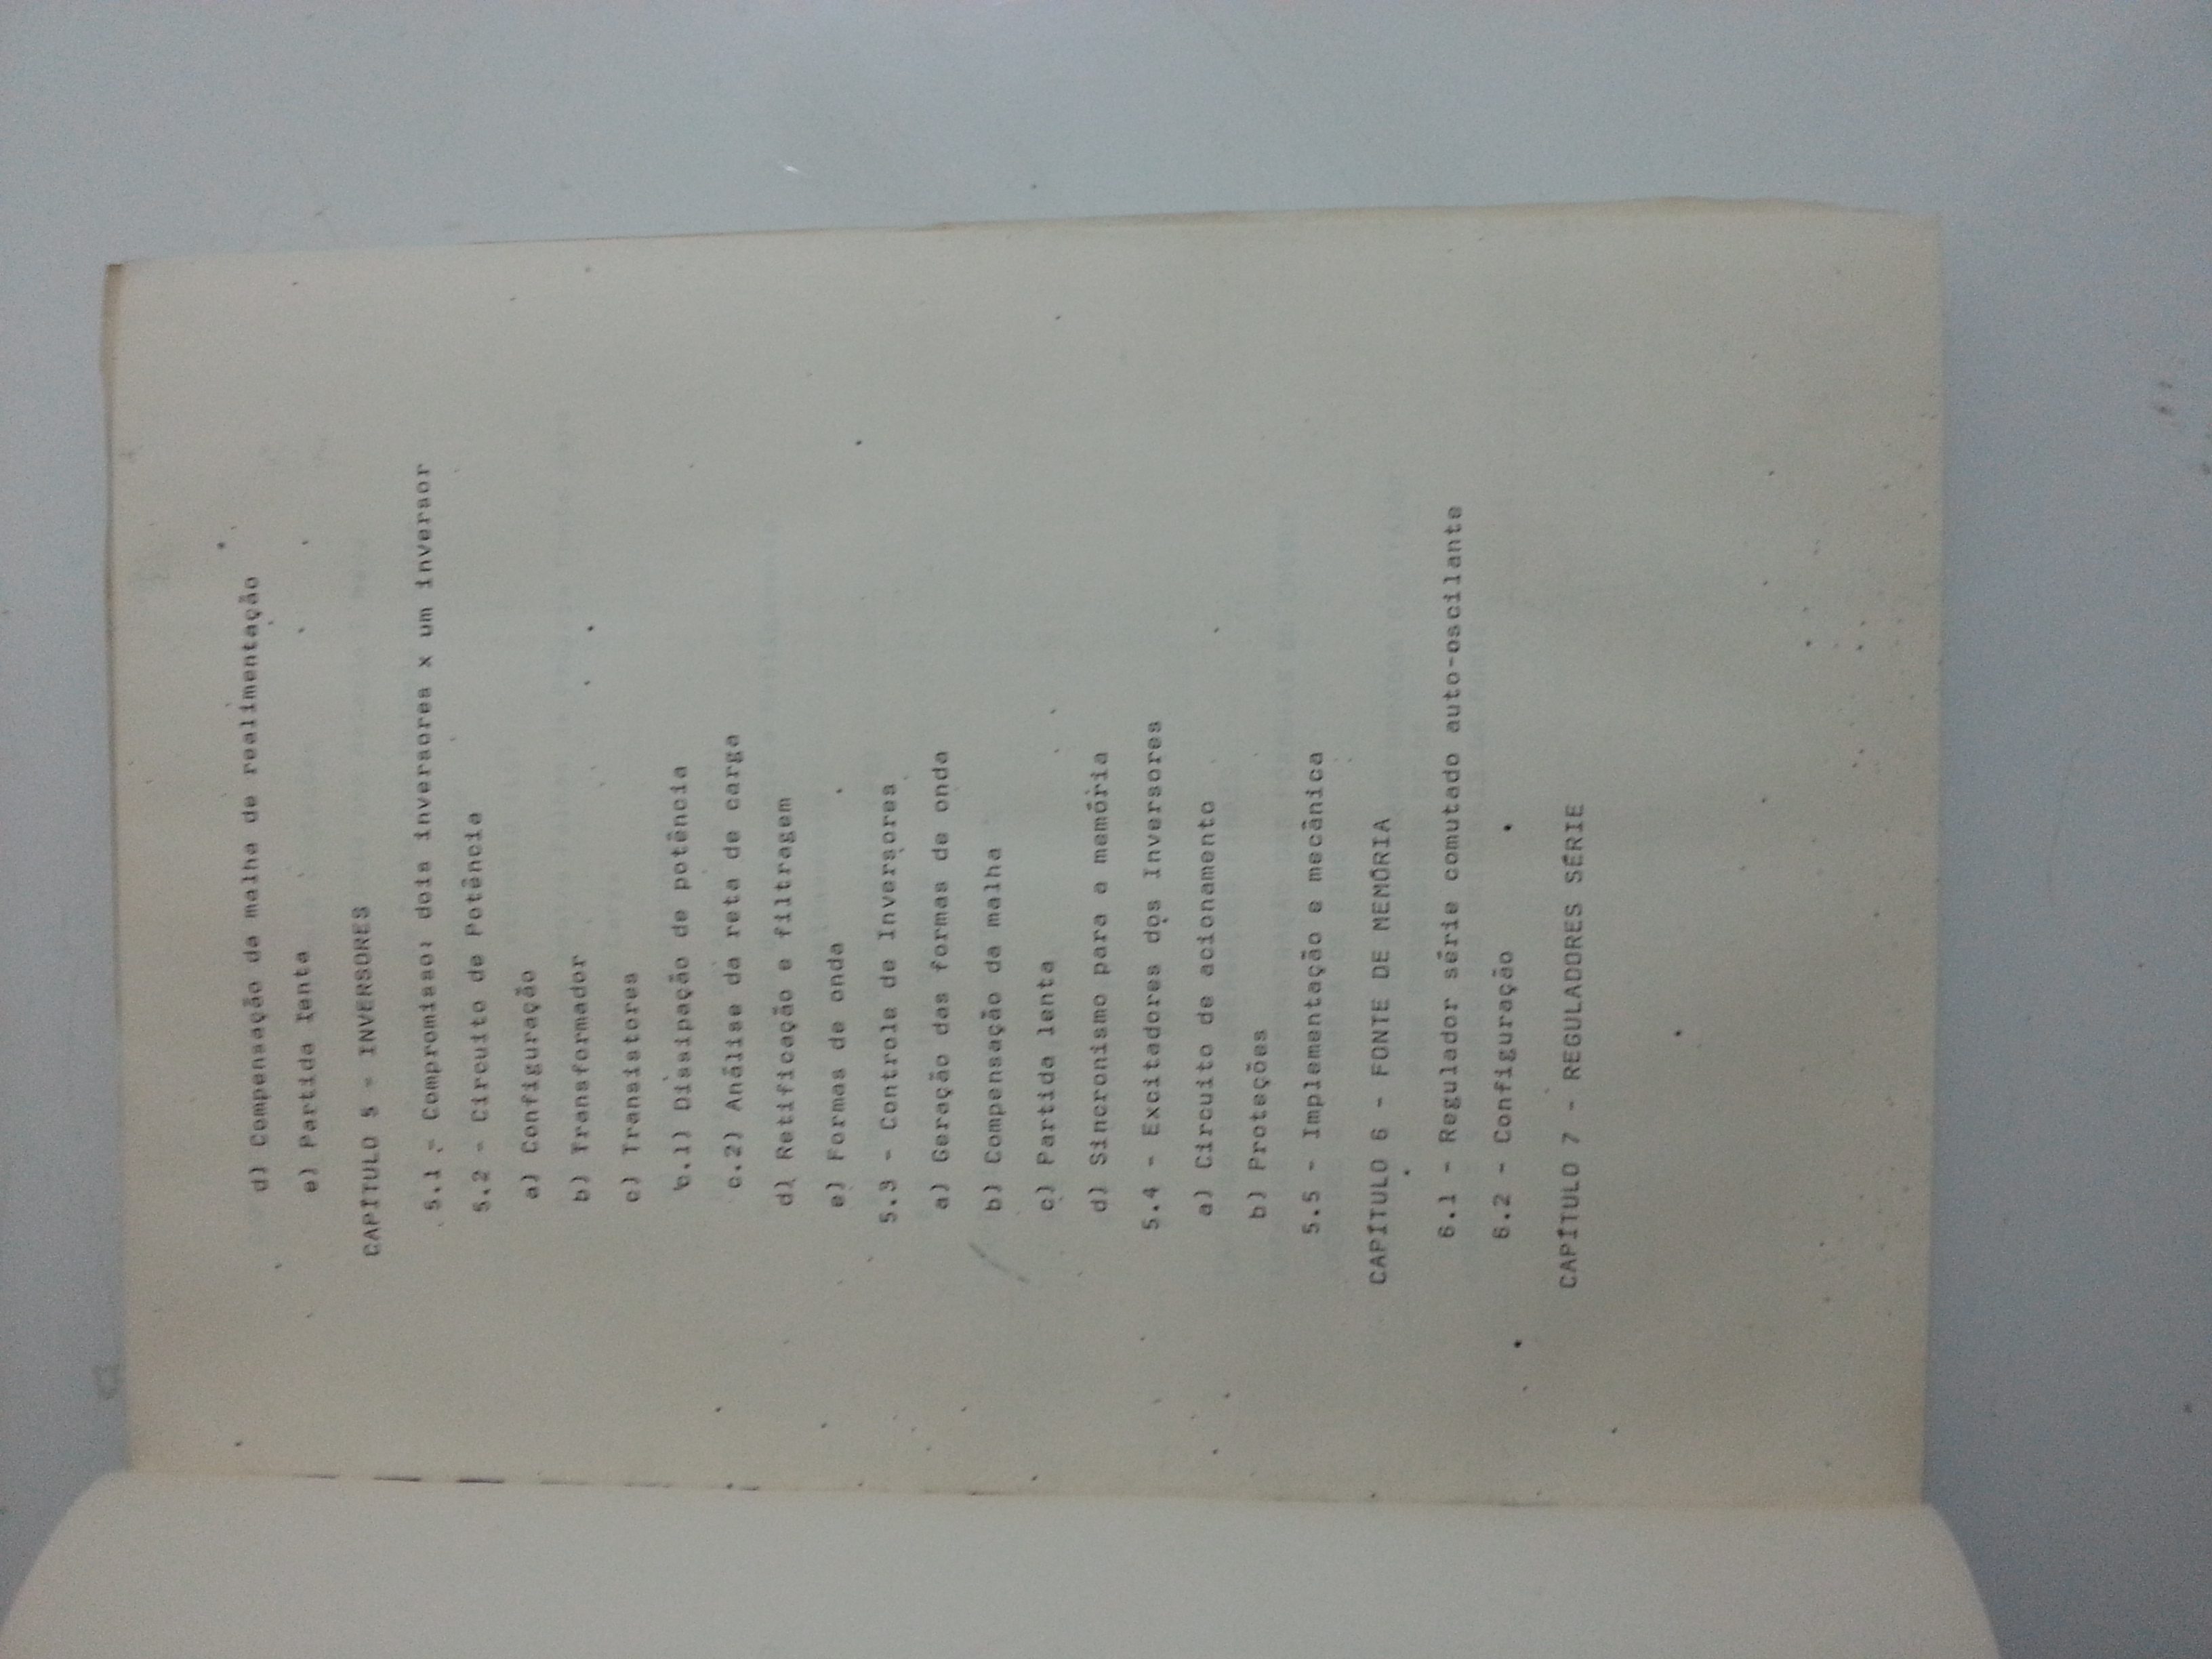 d) Compensação da malha de realimentação
e) Partida lenta
CAPÍTULO 5 - INVERSORES
5.1 - Compromisso: dois inversores x um inversor
5.2 - Circuito de Potência
a) Configuração
b) Transformador
c) Transistores
c.1) Dissipação de potência
c.2) Análise da reta de carga
d) Retificação e filtragem
e) Formas de onda
5.3 - Controle de Inversores
a) Geração das formas de onda
b) Compensação da malha
c) Partida lenta
d) Sincronismo para a memória
5.4 - Excitadores dos Inversores
a) Circuito de acionamento
b) Proteções
5.5 - Implementação e mecânica
CAPÍTULO 6 - FONTE DE MEMÓRIA
6.1 - Regulador série comutado auto-oscilante
6.2 - Configuração
CAPÍTULO 7 - REGULADORES SÉRIE